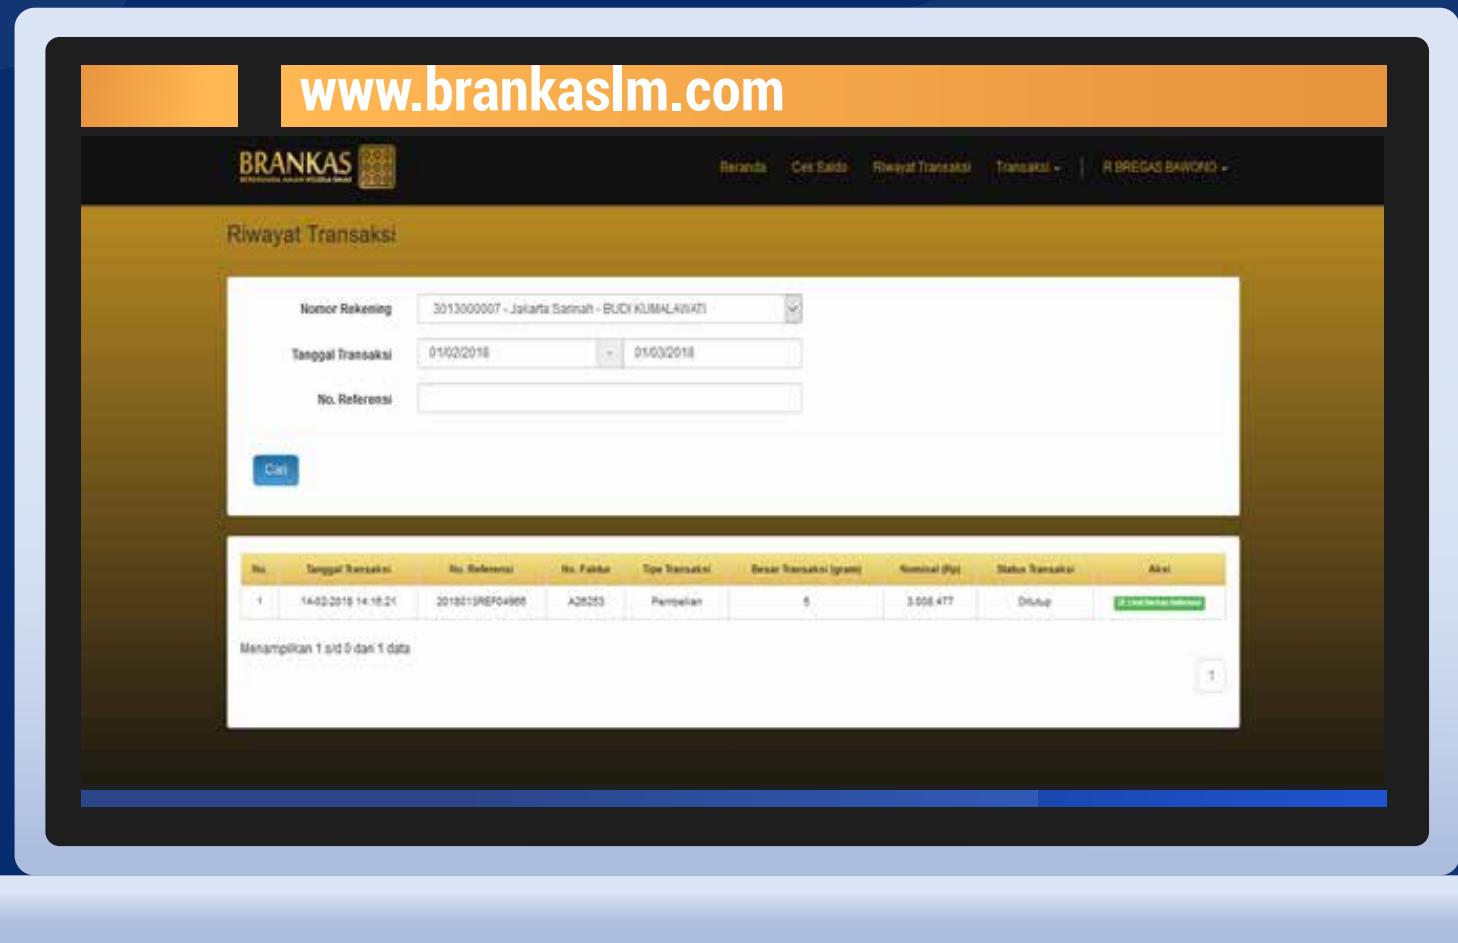 www.brankaslm.com
BRANKAS
Beranda Cek Saldo Riwayat Transaksi Transaksi R BREGAS BAWONO
Riwayat Transaksi
Nomor Rekening 3013000007 - Jakarta Sarinah - BUDI KUMALAWATI
Tanggal Transaksi 01/02/2018 - 01/03/2018
No. Referensi
Cari
No. Tanggal Transaksi No. Referensi No. Faktur Tipe Transaksi Besar Transaksi (gram) Nominal (Rp) Status Transaksi Aksi
1 14-02-2018 14:16:21 A26253 Pembelian 5 3.008.477 Ditutup
Menampilkan 1 s/d 0 dari 1 data
1